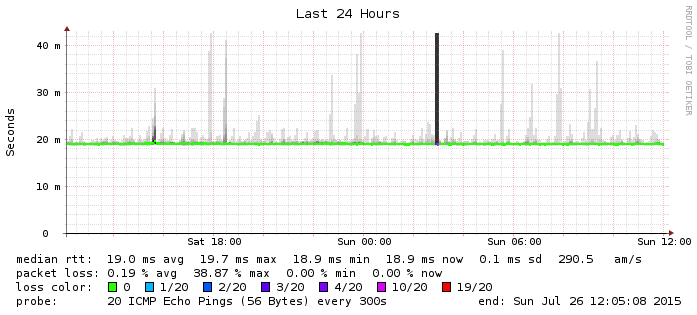 Last 24 Hours
RRDTOOL / TOBI OETIKER
Seconds
40 m
30 m
20 m
10 m
0
Sat 18:00 Sun 00:00 Sun 06:00 Sun 12:00
median rtt: 19.0 ms avg 19.7 ms max 18.9 ms min 18.9 ms now 0.1 ms sd 290.5 am/s
packet loss: 0.19 % avg 38.87 % max 0.00 % min 0.00 % now
loss color: 0 1/20 2/20 3/20 4/20 10/20 19/20
probe: 20 ICMP Echo Pings (56 Bytes) every 300s end: Sun Jul 26 12:05:08 2015